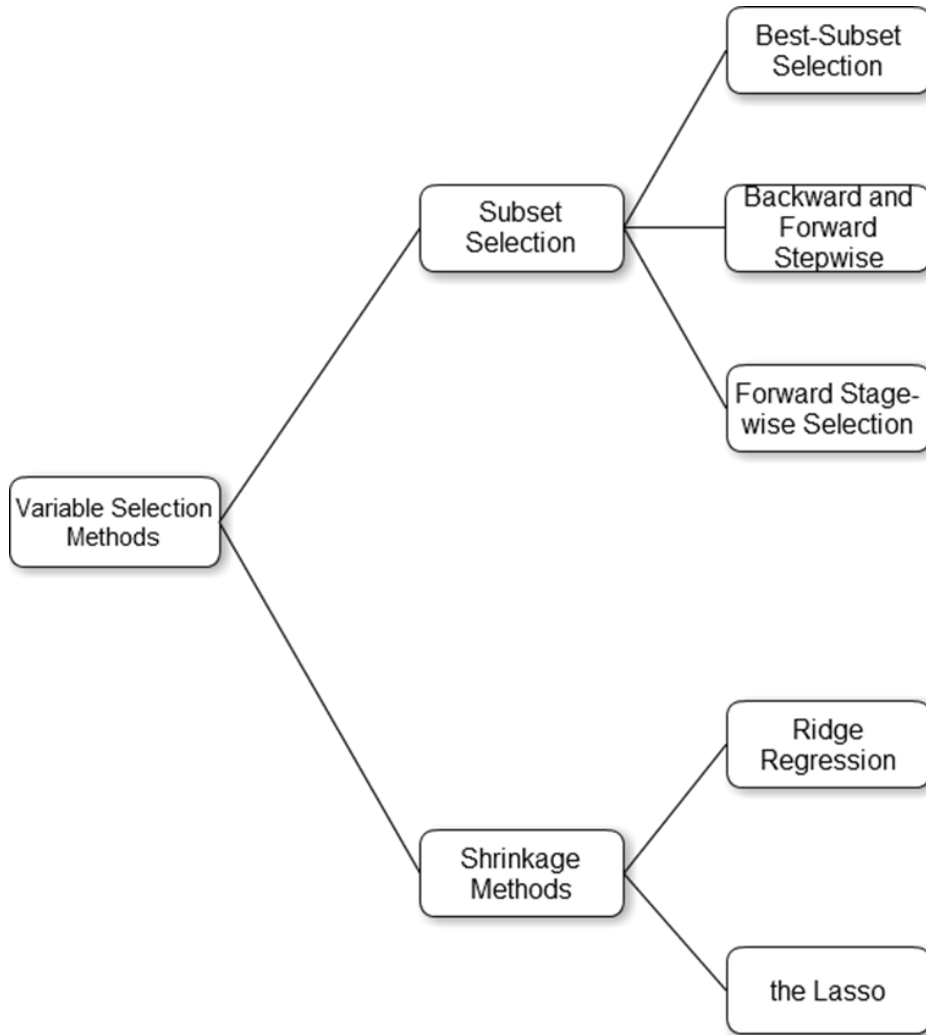 Best-Subset
Selection
Subset
Selection
Backward and
Forward
Stepwise
Forward Stage-
wise Selection
Variable Selection
Methods
Ridge
Regression
Shrinkage
Methods
the Lasso